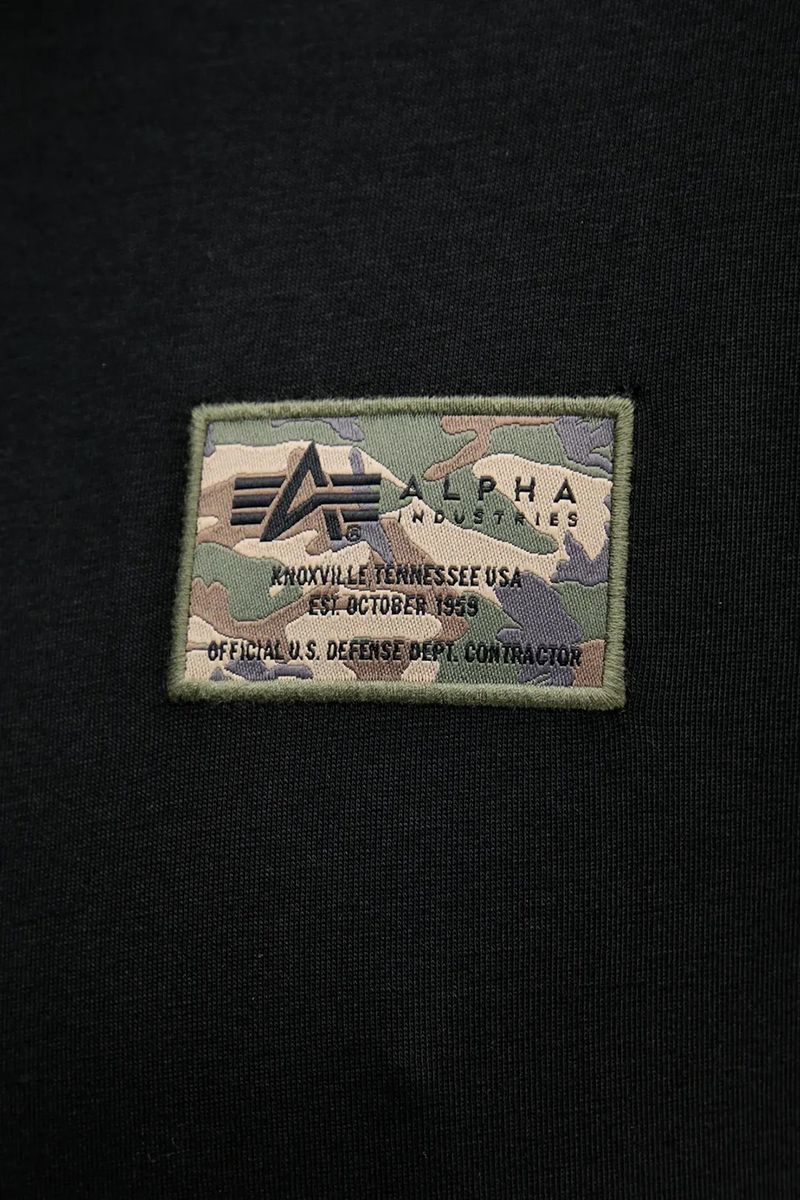 ALPHA
INDUSTRIES
®
KNOXVILLE, TENNESSEE USA
EST. OCTOBER 1959
OFFICIAL U.S. DEFENSE DEPT. CONTRACTOR